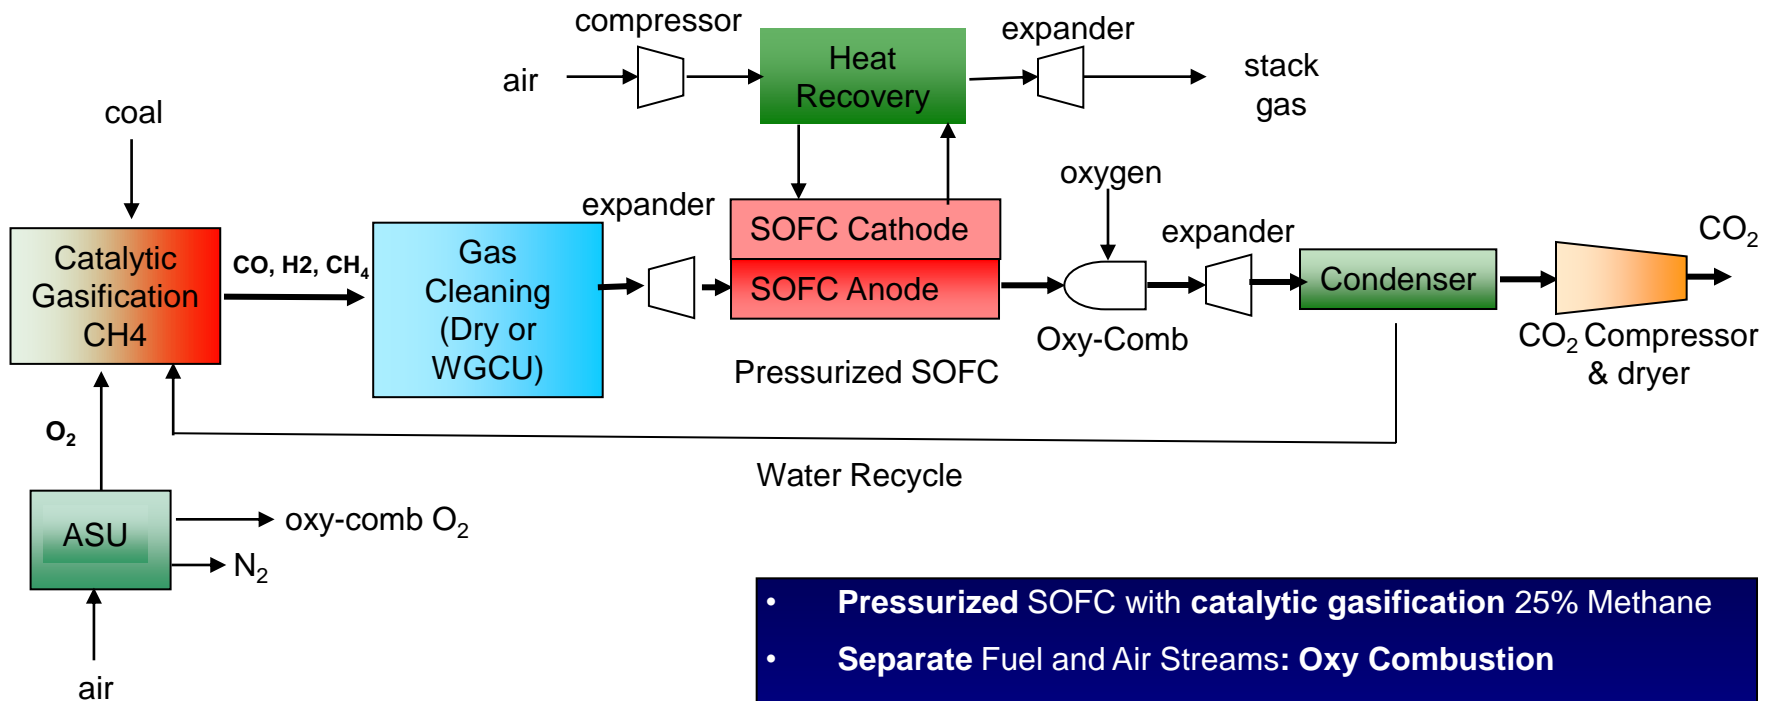 compressor
expander
air
Heat
Recovery
stack
gas
coal
oxygen
expander
SOFC Cathode
SOFC Anode
expander
CO₂
Catalytic
Gasification
CH4
CO, H2, CH₄
Gas
Cleaning
(Dry or
WGCU)
Condenser
Oxy-Comb
CO₂ Compressor
& dryer
Pressurized SOFC
O₂
Water Recycle
ASU
oxy-comb O₂
N₂
air
• Pressurized SOFC with catalytic gasification 25% Methane
• Separate Fuel and Air Streams: Oxy Combustion